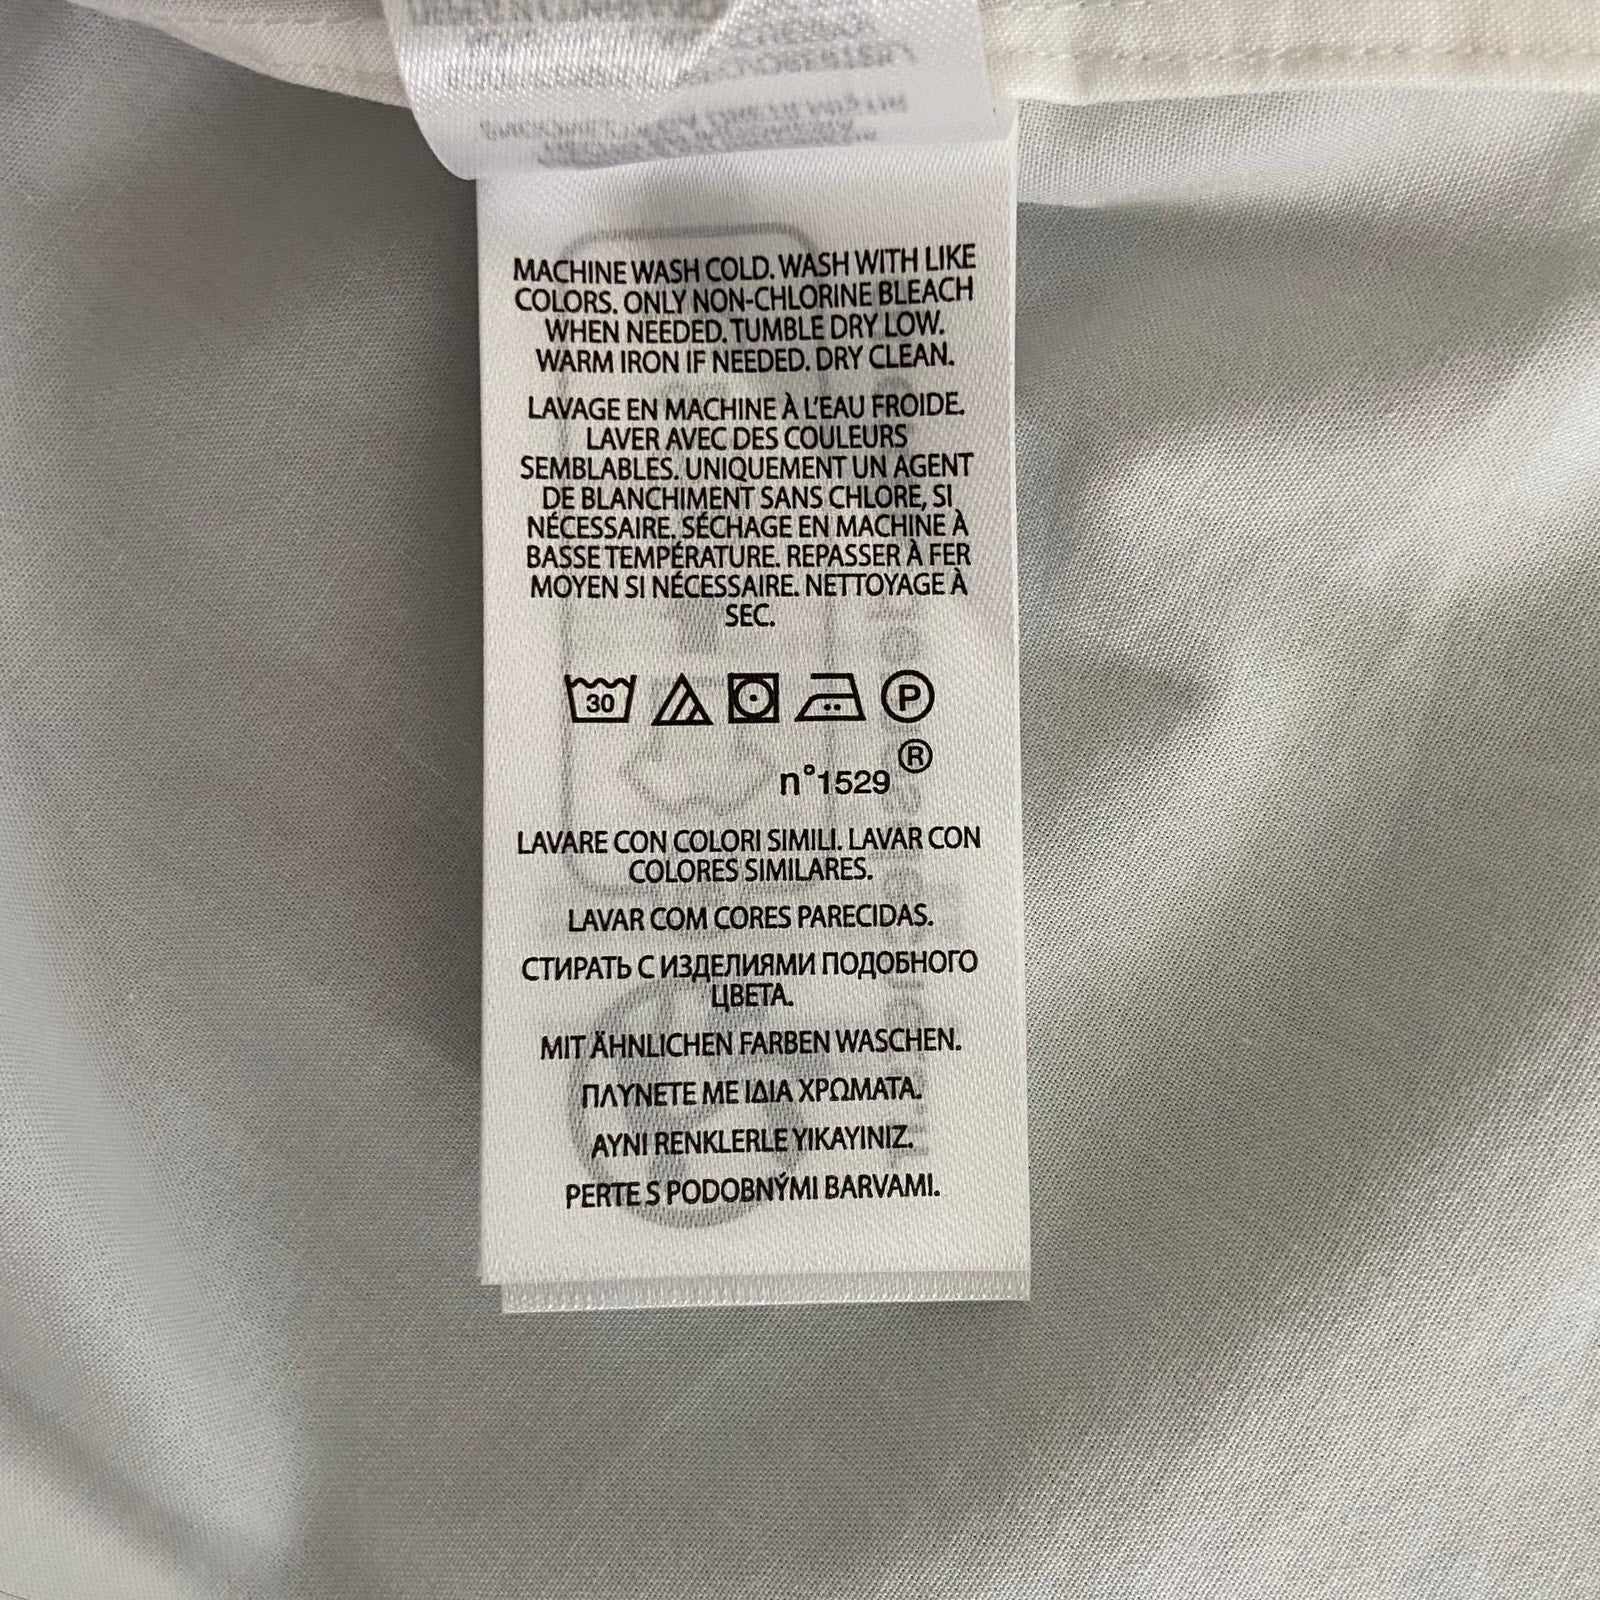 MACHINE WASH COLD. WASH WITH LIKE
COLORS. ONLY NON-CHLORINE BLEACH
WHEN NEEDED. TUMBLE DRY LOW.
WARM IRON IF NEEDED. DRY CLEAN.
LAVAGE EN MACHINE À L'EAU FROIDE.
LAVER AVEC DES COULEURS
SEMBLABLES. UNIQUEMENT UN AGENT
DE BLANCHIMENT SANS CHLORE, SI
NÉCESSAIRE. SÉCHAGE EN MACHINE À
BASSE TEMPÉRATURE. REPASSER À FER
MOYEN SI NÉCESSAIRE. NETTOYAGE À
SEC.
30 P
n°1529 ®
LAVARE CON COLORI SIMILI. LAVAR CON
COLORES SIMILARES.
LAVAR COM CORES PARECIDAS.
СТИРАТЬ С ИЗДЕЛИЯМИ ПОДОБНОГО
ЦВЕТА.
MIT ÄHNLICHEN FARBEN WASCHEN.
ΠΛΥΝΕΤΕ ΜΕ ΙΔΙΑ ΧΡΩΜΑΤΑ.
AYNI RENKLERLE YIKAYINIZ.
PERTE S PODOBNÝMI BARVAMI.